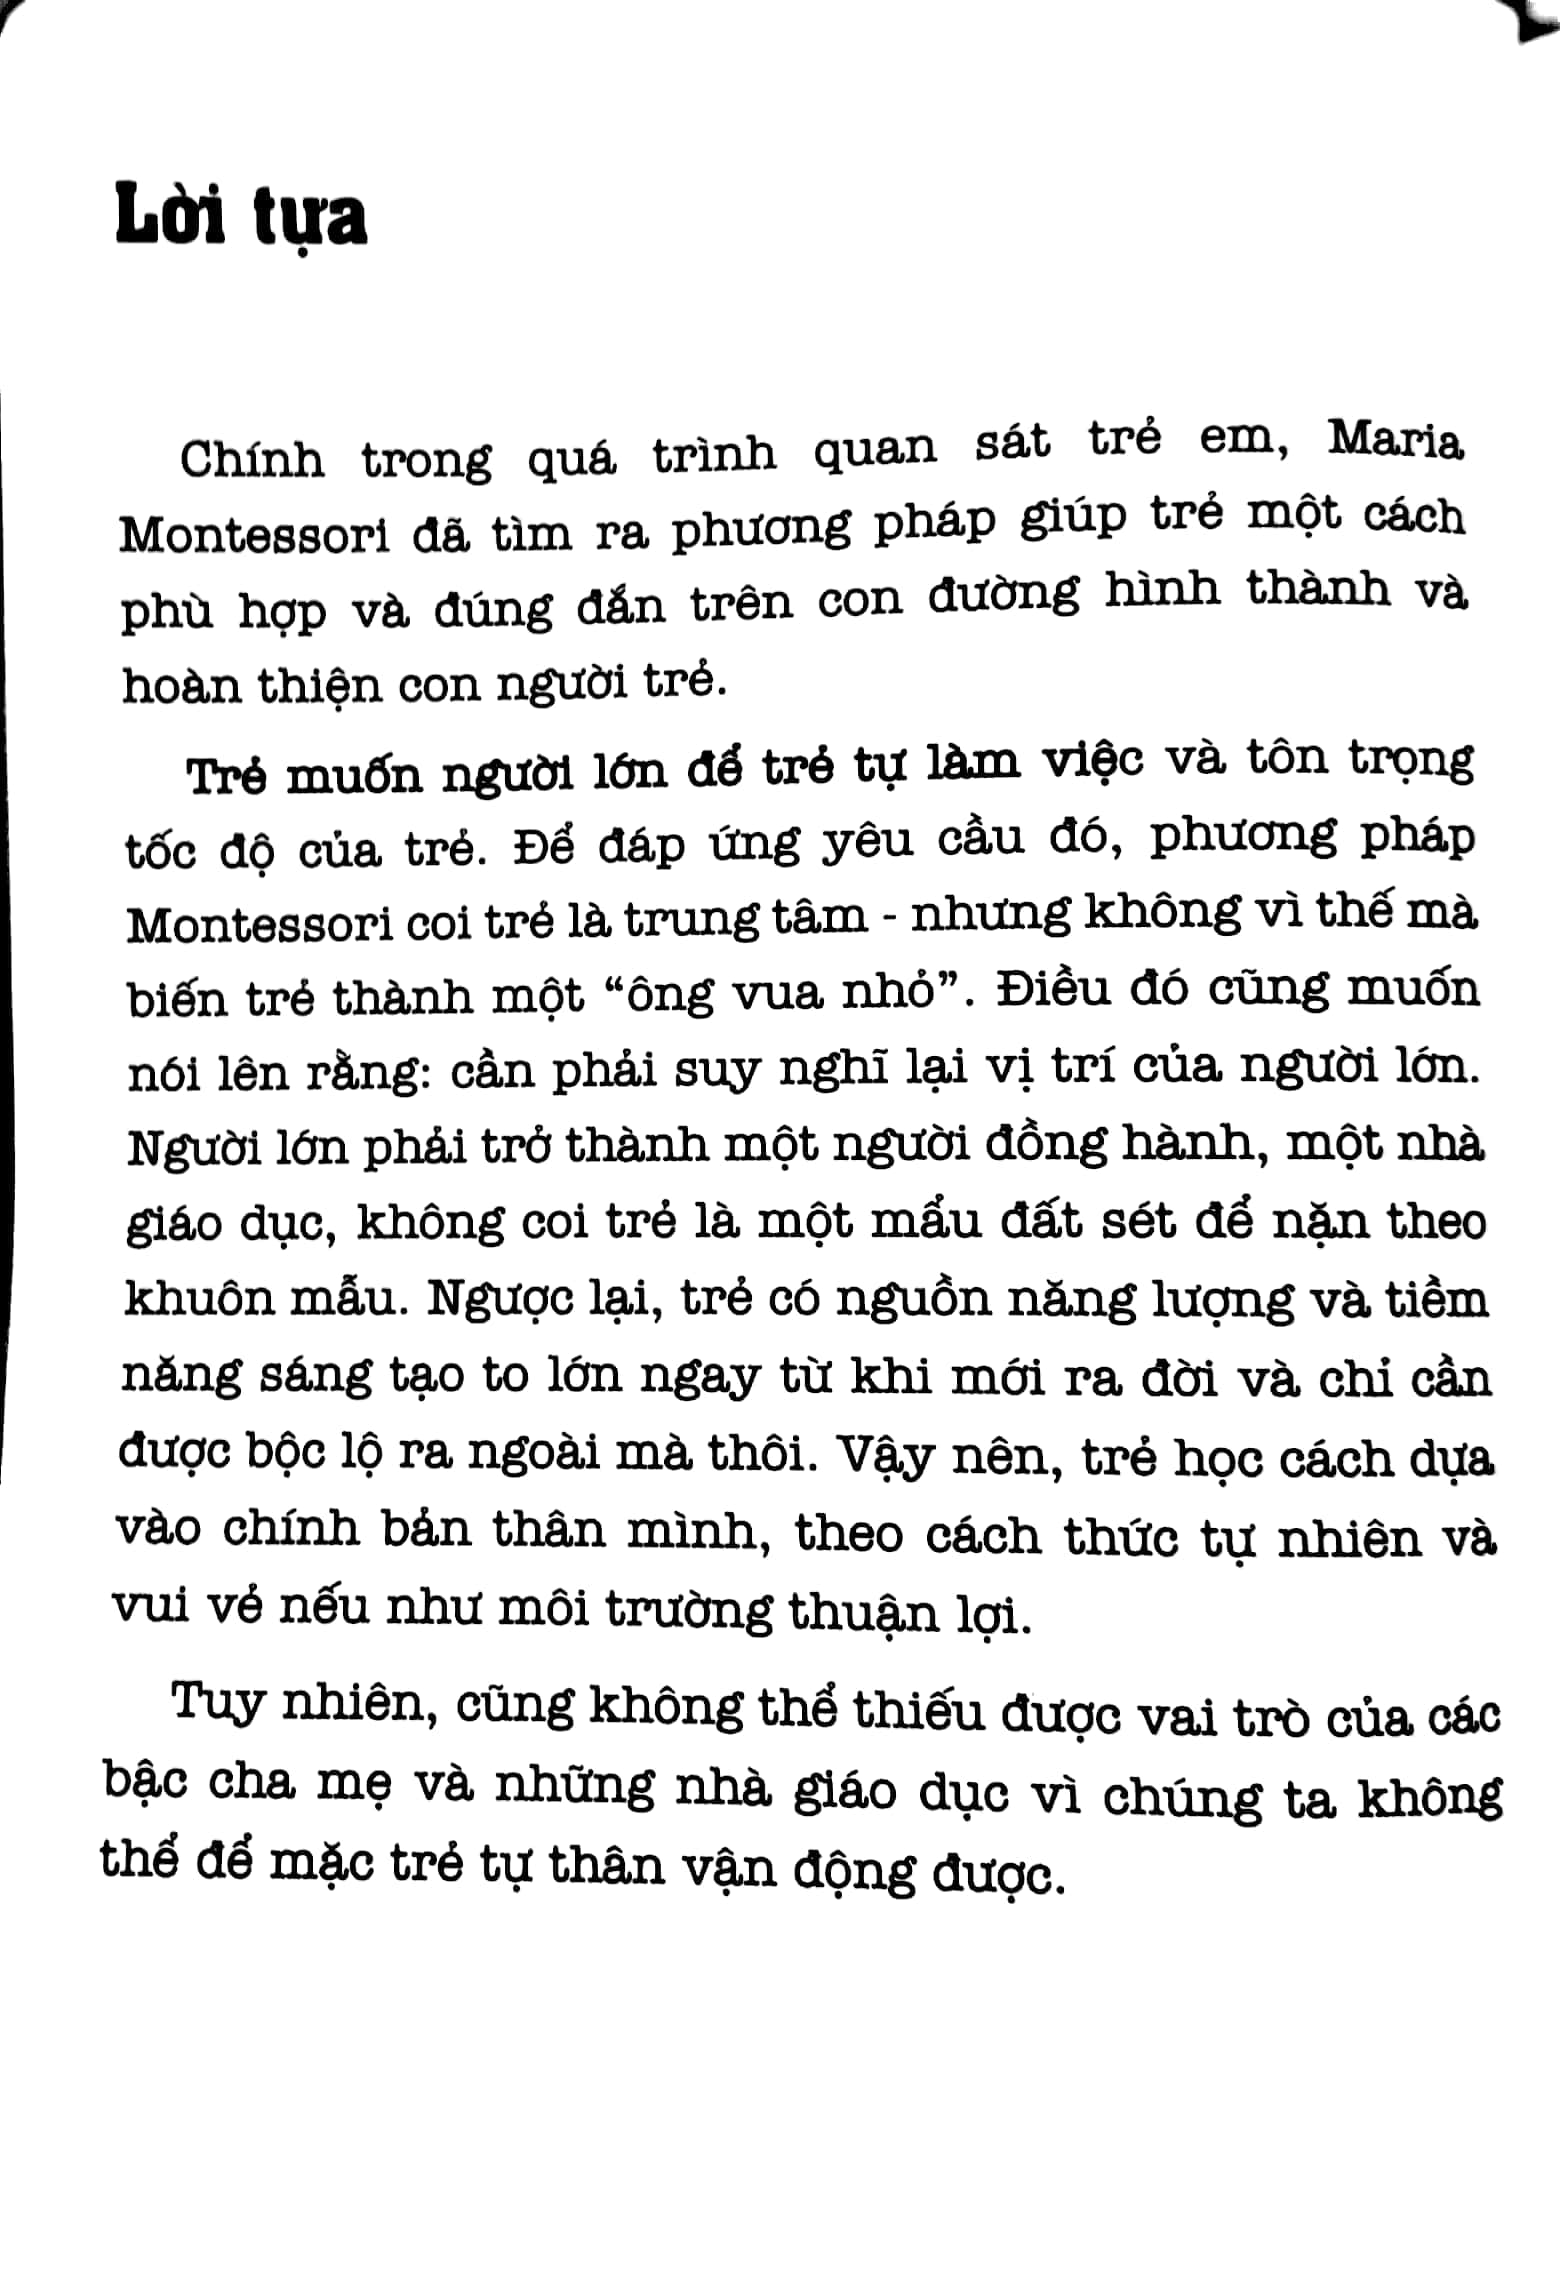 Lời tựa
Chính trong quá trình quan sát trẻ em, Maria
Montessori đã tìm ra phương pháp giúp trẻ một cách
phù hợp và đúng đắn trên con đường hình thành và
hoàn thiện con người trẻ.
Trẻ muốn người lớn để trẻ tự làm việc và tôn trọng
tốc độ của trẻ. Để đáp ứng yêu cầu đó, phương pháp
Montessori coi trẻ là trung tâm - nhưng không vì thế mà
biến trẻ thành một “ông vua nhỏ”. Điều đó cũng muốn
nói lên rằng: cần phải suy nghĩ lại vị trí của người lớn.
Người lớn phải trở thành một người đồng hành, một nhà
giáo dục, không coi trẻ là một mẩu đất sét để nặn theo
khuôn mẫu. Ngược lại, trẻ có nguồn năng lượng và tiềm
năng sáng tạo to lớn ngay từ khi mới ra đời và chỉ cần
được bộc lộ ra ngoài mà thôi. Vậy nên, trẻ học cách dựa
vào chính bản thân mình, theo cách thức tự nhiên và
vui vẻ nếu như môi trường thuận lợi.
Tuy nhiên, cũng không thể thiếu được vai trò của các
bậc cha mẹ và những nhà giáo dục vì chúng ta không
thể để mặc trẻ tự thân vận động được.